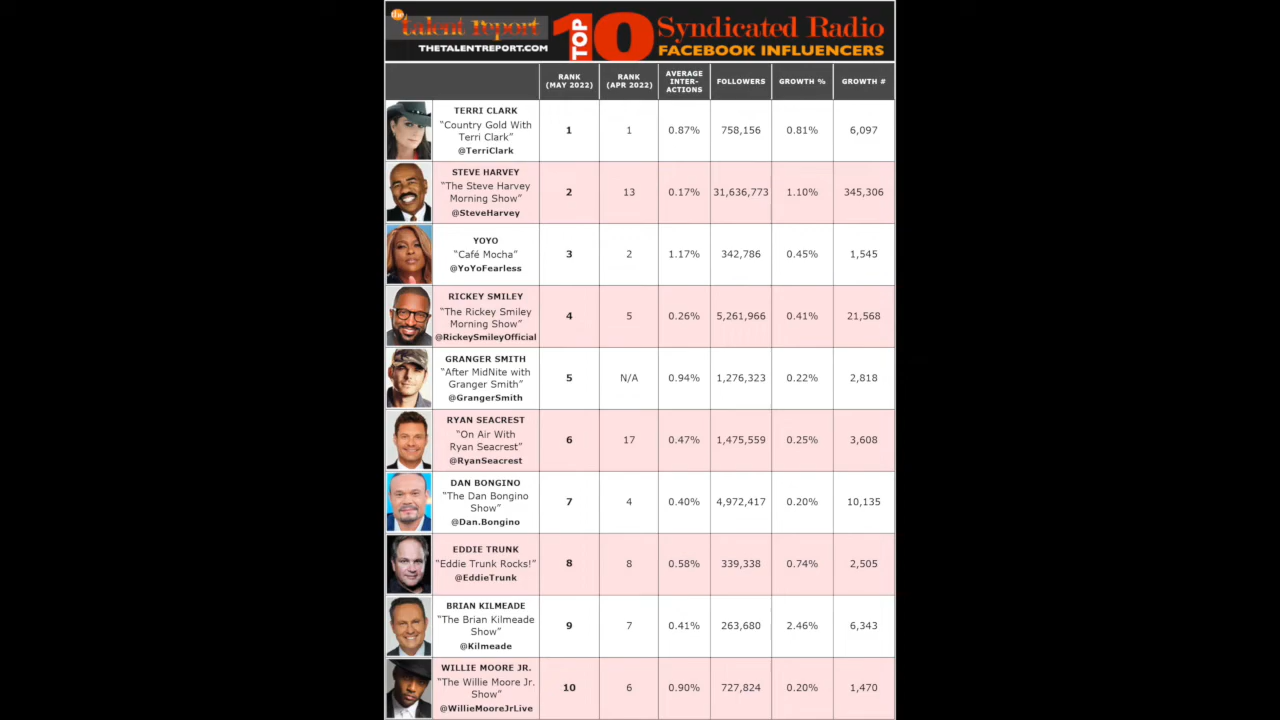 the
Talent Report
THETALENTREPORT.COM
TOP 10
Syndicated Radio
FACEBOOK INFLUENCERS
RANK (MAY 2022) RANK (APR 2022) AVERAGE INTER-ACTIONS FOLLOWERS GROWTH % GROWTH #
TERRI CLARK
“Country Gold With
Terri Clark”
@TerriClark
1 1 0.87% 758,156 0.81% 6,097
STEVE HARVEY
“The Steve Harvey
Morning Show”
@SteveHarvey
2 13 0.17% 31,636,773 1.10% 345,306
YOYO
“Café Mocha”
@YoYoFearless
3 2 1.17% 342,786 0.45% 1,545
RICKEY SMILEY
“The Rickey Smiley
Morning Show”
@RickeySmileyOfficial
4 5 0.26% 5,261,966 0.41% 21,568
GRANGER SMITH
“After MidNite with
Granger Smith”
@GrangerSmith
5 N/A 0.94% 1,276,323 0.22% 2,818
RYAN SEACREST
“On Air With
Ryan Seacrest”
@RyanSeacrest
6 17 0.47% 1,475,559 0.25% 3,608
DAN BONGINO
“The Dan Bongino
Show”
@Dan.Bongino
7 4 0.40% 4,972,417 0.20% 10,135
EDDIE TRUNK
“Eddie Trunk Rocks!”
@EddieTrunk
8 8 0.58% 339,338 0.74% 2,505
BRIAN KILMEADE
“The Brian Kilmeade
Show”
@Kilmeade
9 7 0.41% 263,680 2.46% 6,343
WILLIE MOORE JR.
“The Willie Moore Jr.
Show”
@WillieMooreJrLive
10 6 0.90% 727,824 0.20% 1,470